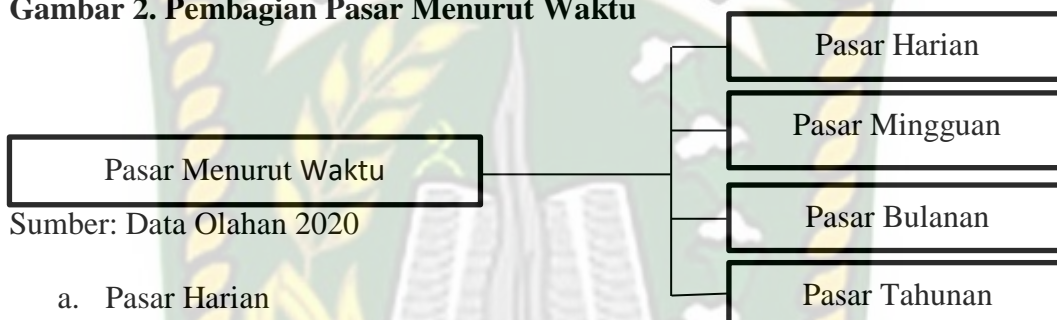 Gambar 2. Pembagian Pasar Menurut Waktu
Pasar Menurut Waktu
Pasar Harian
Pasar Mingguan
Pasar Bulanan
Pasar Tahunan
Sumber: Data Olahan 2020
a. Pasar Harian